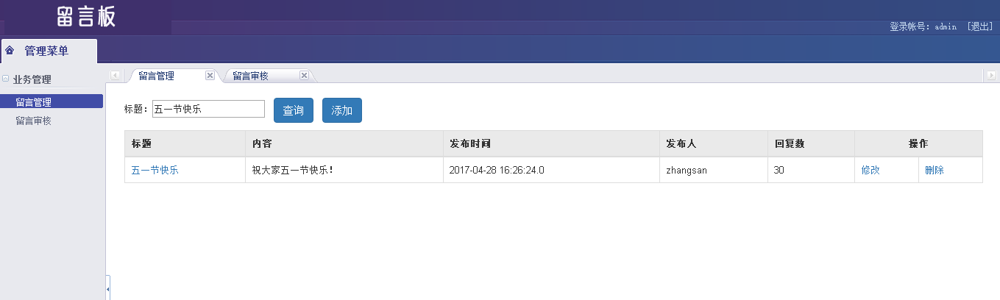 留言板
登录帐号：admin [退出]
管理菜单
业务管理
留言管理 留言审核
留言管理
留言审核
标题：五一节快乐 查询 添加
标题 内容 发布时间 发布人 回复数 操作
五一节快乐 祝大家五一节快乐！ 2017-04-28 16:26:24.0 zhangsan 30 修改 删除